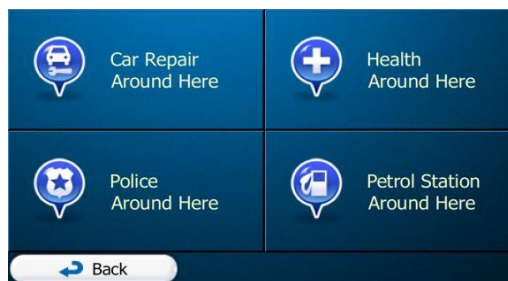 Car Repair
Around Here
Health
Around Here
Police
Around Here
Petrol Station
Around Here
Back